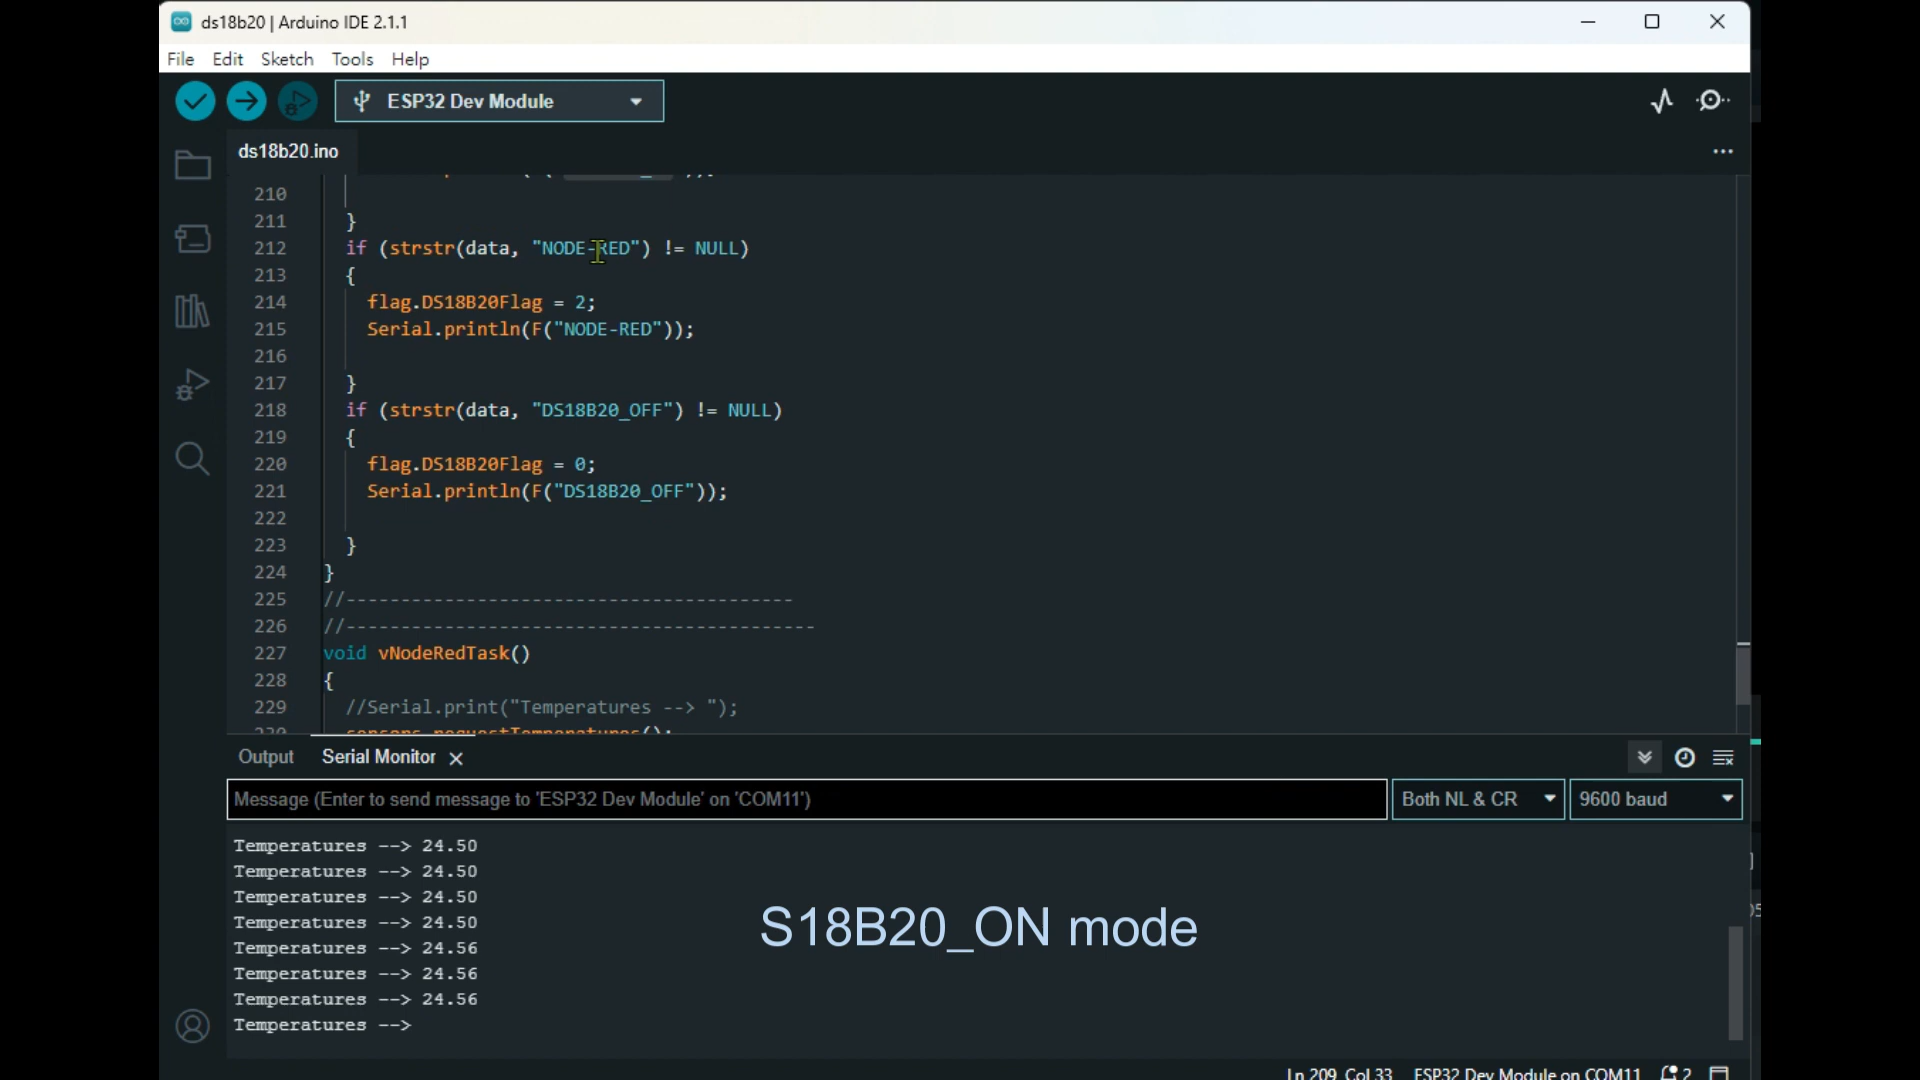 ds18b20 | Arduino IDE 2.1.1
File Edit Sketch Tools Help
ESP32 Dev Module
ds18b20.ino
210
211 }
212 if (strstr(data, "NODE-RED") != NULL)
213 {
214 flag.DS18B20Flag = 2;
215 Serial.println(F("NODE-RED"));
216
217 }
218 if (strstr(data, "DS18B20_OFF") != NULL)
219 {
220 flag.DS18B20Flag = 0;
221 Serial.println(F("DS18B20_OFF"));
222
223 }
224 }
225 //-----------------------------------------
226 //-------------------------------------------
227 void vNodeRedTask()
228 {
229 //Serial.print("Temperatures --> ");
230 sensors.requestTemperatures();
Output Serial Monitor
Message (Enter to send message to 'ESP32 Dev Module' on 'COM11') Both NL & CR 9600 baud
Temperatures --> 24.50
Temperatures --> 24.50
Temperatures --> 24.50
Temperatures --> 24.50
Temperatures --> 24.56
Temperatures --> 24.56
Temperatures --> 24.56
Temperatures -->
S18B20_ON mode
Ln 209, Col 33 ESP32 Dev Module on COM11 2